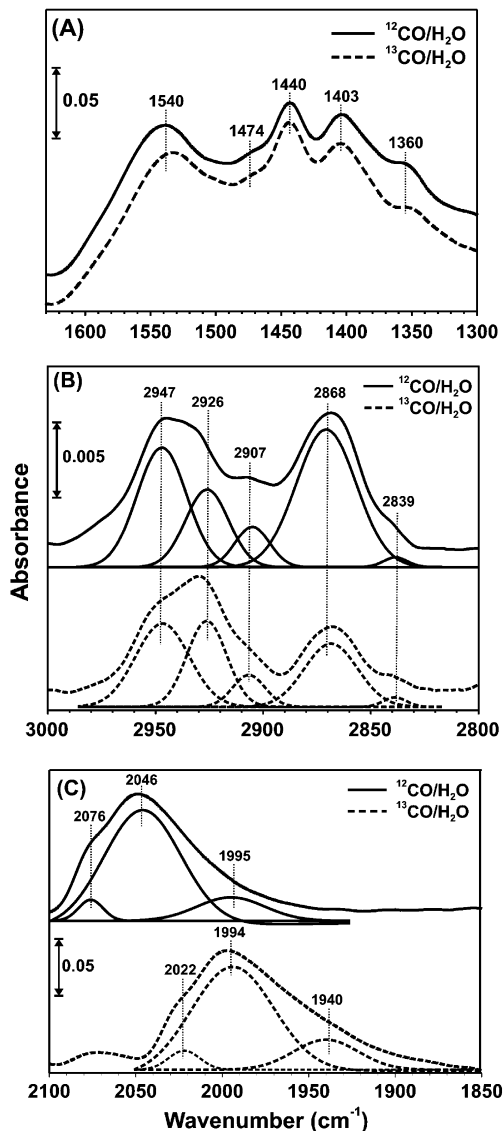 (A)
¹²CO/H₂O
¹³CO/H₂O
0.05
1540
1474
1440
1403
1360
1600 1550 1500 1450 1400 1350 1300
(B)
¹²CO/H₂O
¹³CO/H₂O
0.005
2947
2926
2907
2868
2839
3000 2950 2900 2850 2800
Absorbance
(C)
¹²CO/H₂O
¹³CO/H₂O
2076
2046
1995
0.05
2022
1994
1940
2100 2050 2000 1950 1900 1850
Wavenumber (cm⁻¹)